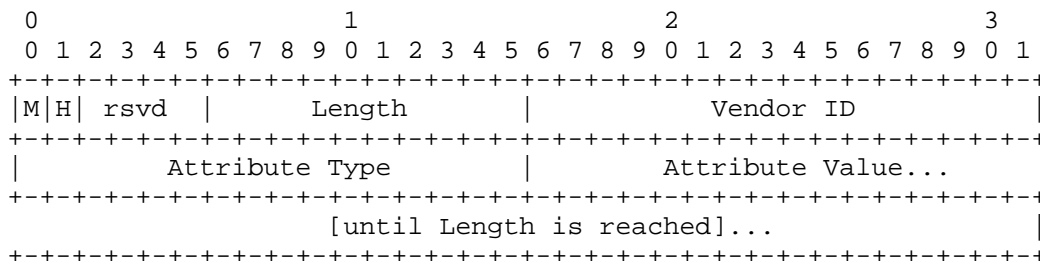 0                   1                   2                   3
 0 1 2 3 4 5 6 7 8 9 0 1 2 3 4 5 6 7 8 9 0 1 2 3 4 5 6 7 8 9 0 1
+-+-+-+-+-+-+-+-+-+-+-+-+-+-+-+-+-+-+-+-+-+-+-+-+-+-+-+-+-+-+-+-+
|M|H| rsvd  |      Length       |           Vendor ID           |
+-+-+-+-+-+-+-+-+-+-+-+-+-+-+-+-+-+-+-+-+-+-+-+-+-+-+-+-+-+-+-+-+
|         Attribute Type        |        Attribute Value...
+-+-+-+-+-+-+-+-+-+-+-+-+-+-+-+-+-+-+-+-+-+-+-+-+-+-+-+-+-+-+-+-+
                    [until Length is reached]...                |
+-+-+-+-+-+-+-+-+-+-+-+-+-+-+-+-+-+-+-+-+-+-+-+-+-+-+-+-+-+-+-+-+